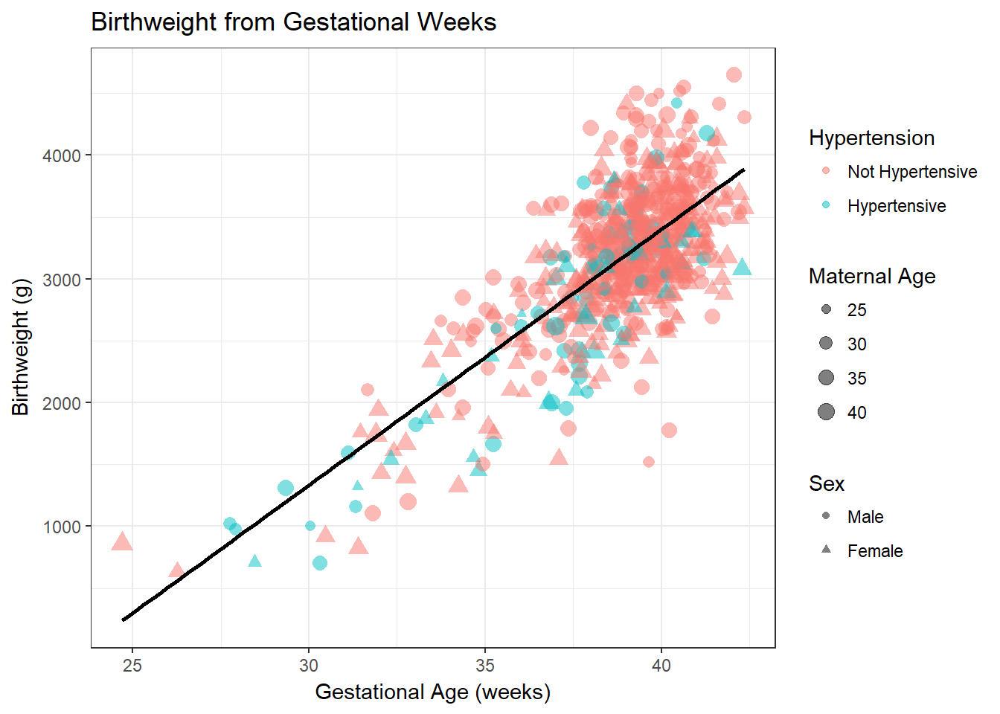 Birthweight from Gestational Weeks
Birthweight (g)
4000
3000
2000
1000
25
30
35
40
Gestational Age (weeks)
Hypertension
Not Hypertensive
Hypertensive
Maternal Age
25
30
35
40
Sex
Male
Female